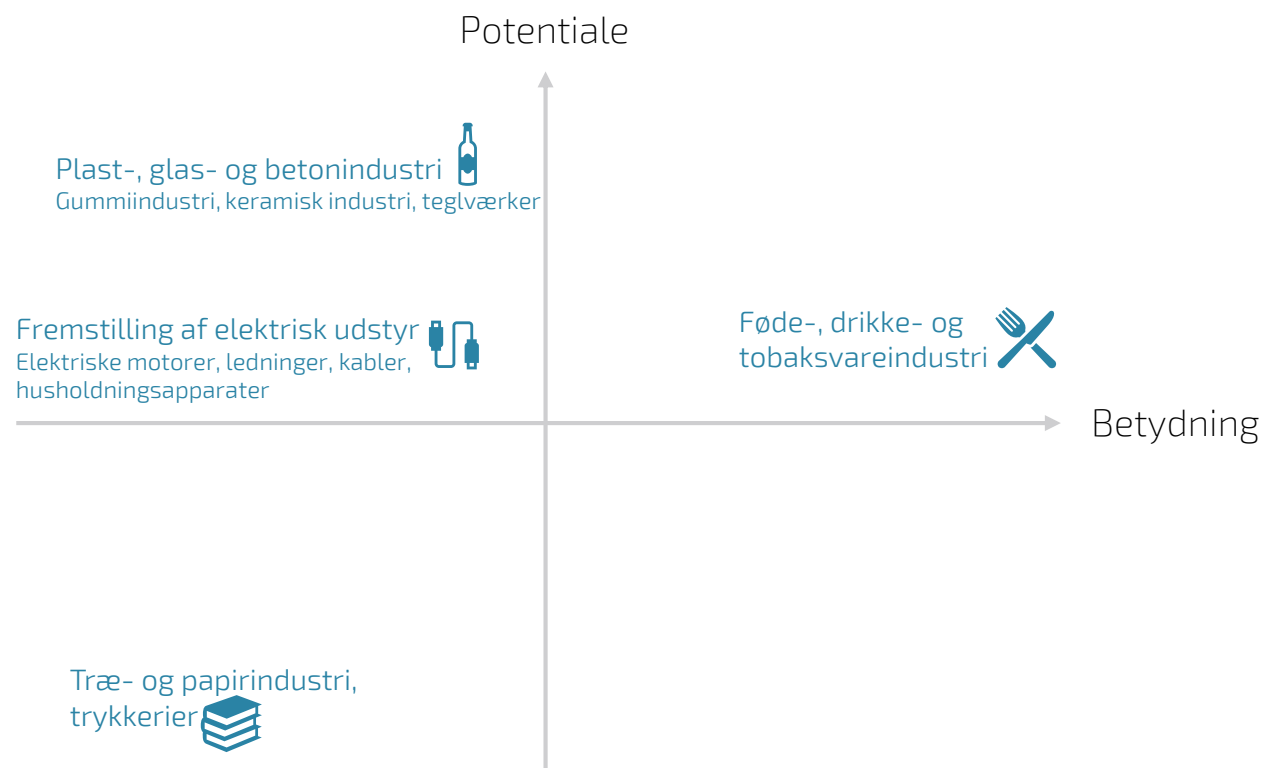 Potentiale
Plast-, glas- og betonindustri
Gummiindustri, keramisk industri, teglværker
Fremstilling af elektrisk udstyr
Elektriske motorer, ledninger, kabler,
husholdningsapparater
Føde-, drikke- og
tobaksvareindustri
Betydning
Træ- og papirindustri,
trykkerier